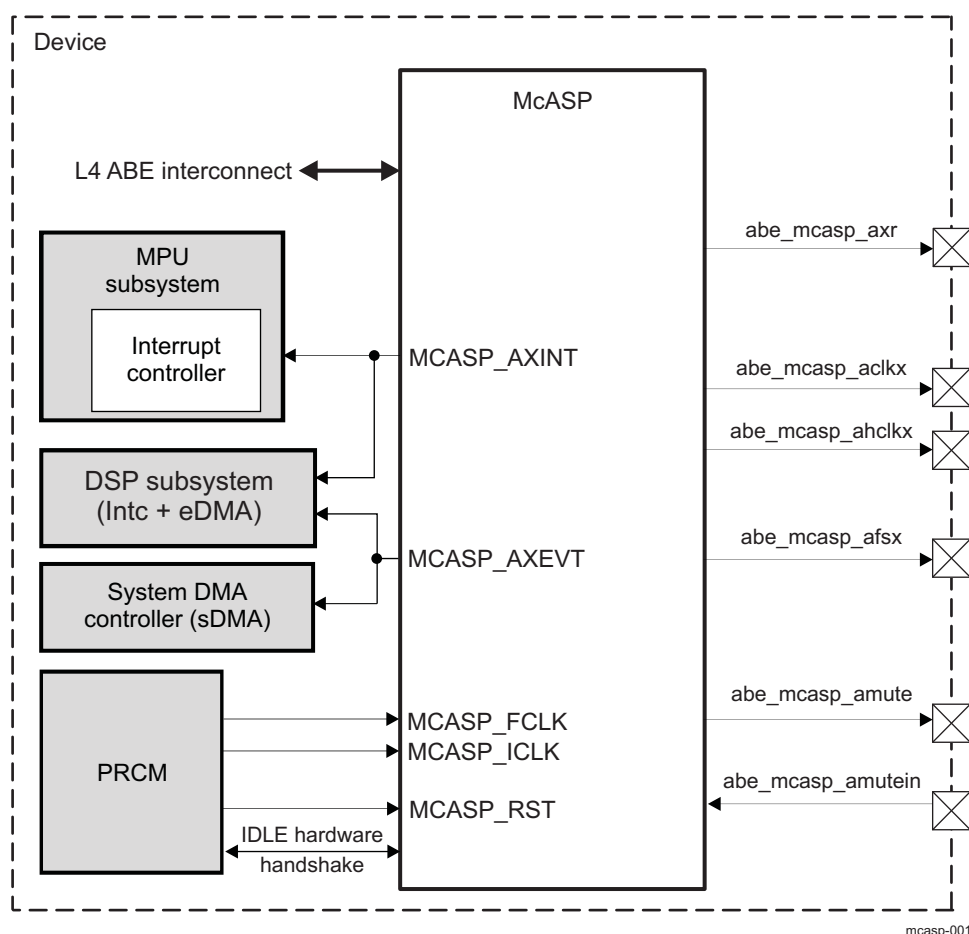 Device
McASP
L4 ABE interconnect
MPU
subsystem
Interrupt
controller
DSP subsystem
(Intc + eDMA)
System DMA
controller (sDMA)
PRCM
MCASP_AXINT
MCASP_AXEVT
MCASP_FCLK
MCASP_ICLK
MCASP_RST
IDLE hardware
handshake
abe_mcasp_axr
abe_mcasp_aclkx
abe_mcasp_ahclkx
abe_mcasp_afsx
abe_mcasp_amute
abe_mcasp_amutein
mcasp-001